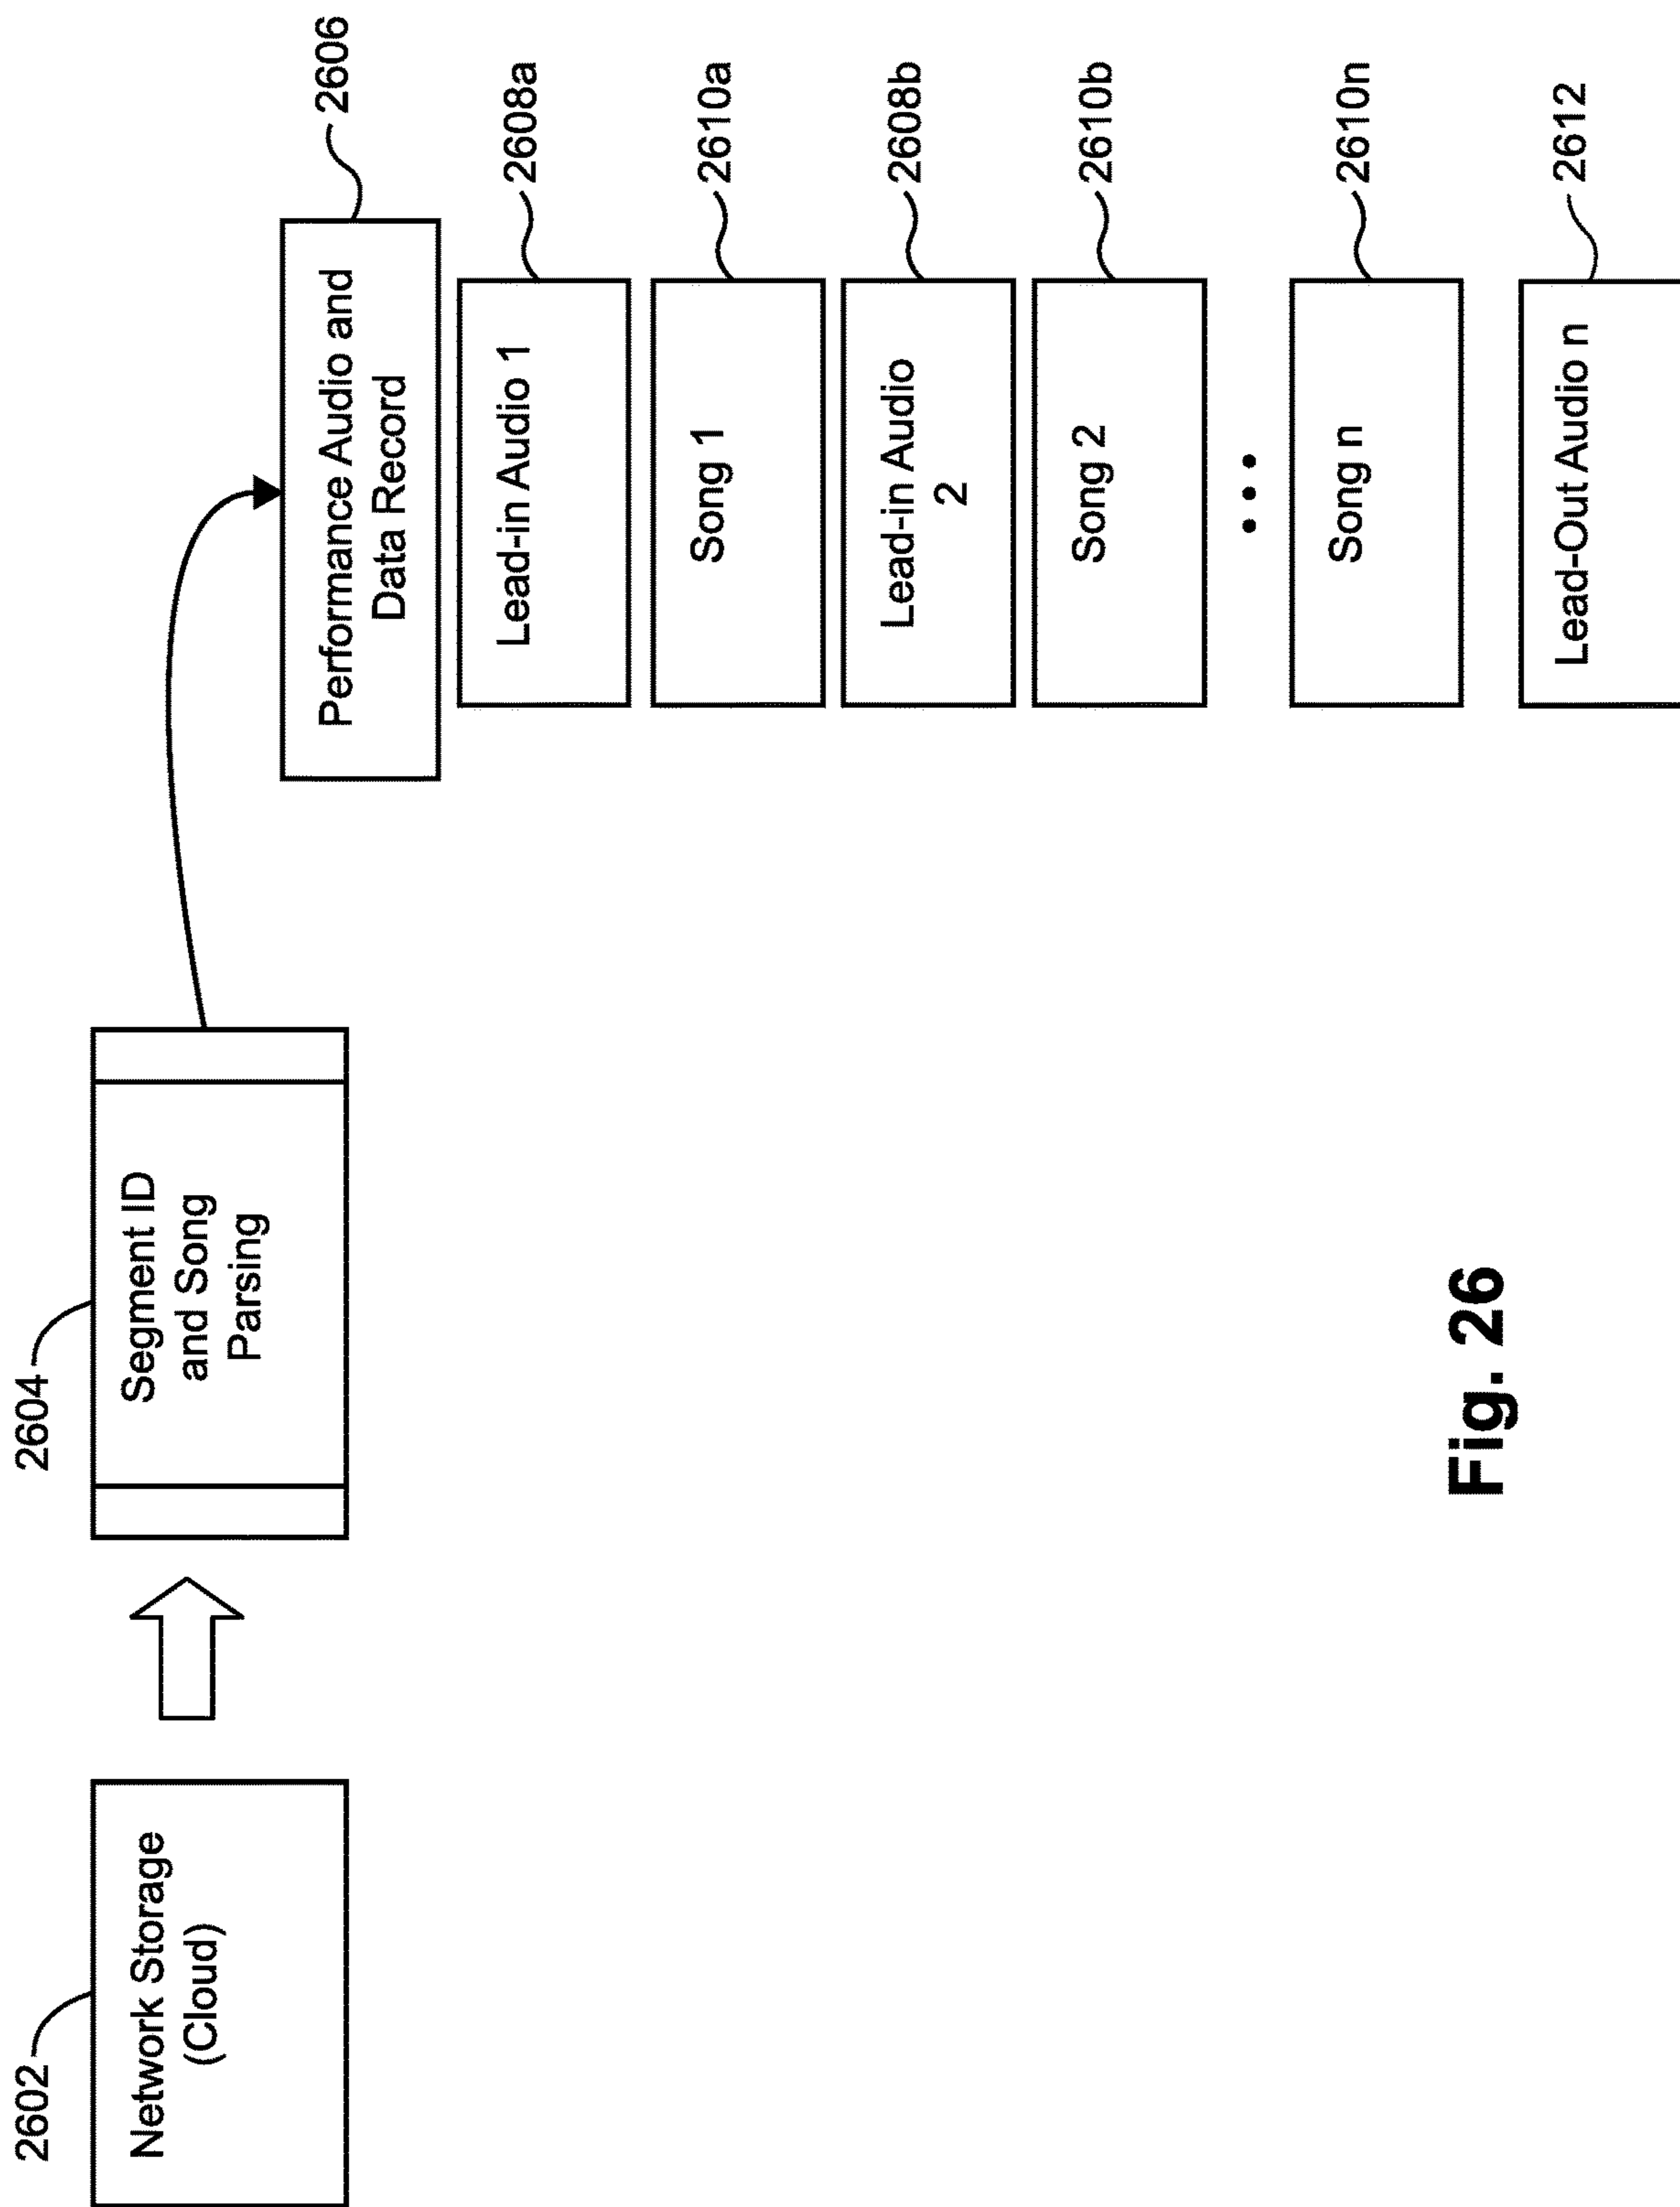 2602
Network Storage
(Cloud)
2604
Segment ID
and Song
Parsing
2606
Performance Audio and
Data Record
2608a
Lead-in Audio 1
2610a
Song 1
2608b
Lead-in Audio
2
2610b
Song 2
•••
2610n
Song n
2612
Lead-Out Audio n
Fig. 26